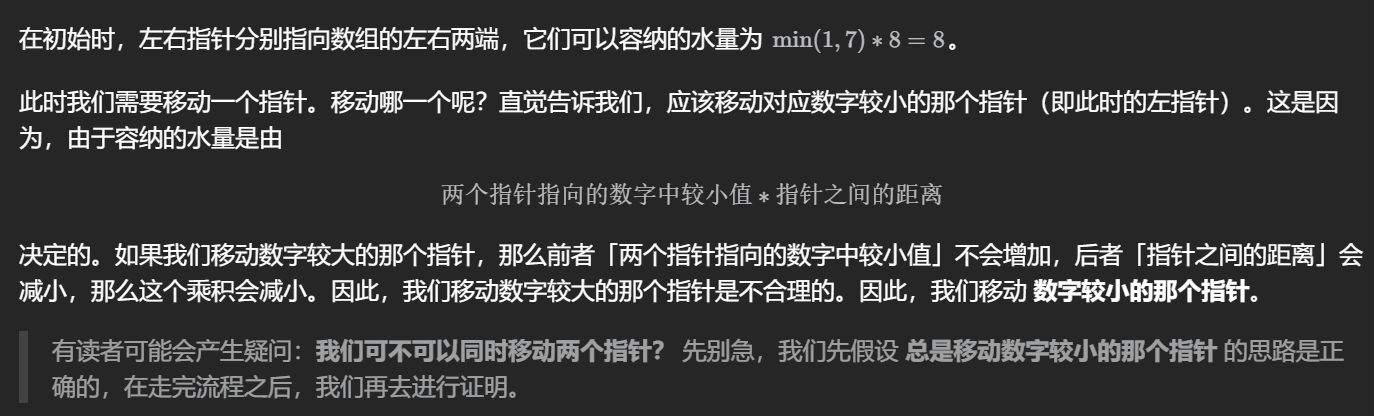 在初始时，左右指针分别指向数组的左右两端，它们可以容纳的水量为 min(1, 7) ∗ 8 = 8。
此时我们需要移动一个指针。移动哪一个呢？直觉告诉我们，应该移动对应数字较小的那个指针（即此时的左指针）。这是因
为，由于容纳的水量是由
两个指针指向的数字中较小值 ∗ 指针之间的距离
决定的。如果我们移动数字较大的那个指针，那么前者「两个指针指向的数字中较小值」不会增加，后者「指针之间的距离」会
减小，那么这个乘积会减小。因此，我们移动数字较大的那个指针是不合理的。因此，我们移动 数字较小的那个指针。
有读者可能会产生疑问：我们可不可以同时移动两个指针？ 先别急，我们先假设 总是移动数字较小的那个指针 的思路是正
确的，在走完流程之后，我们再去进行证明。